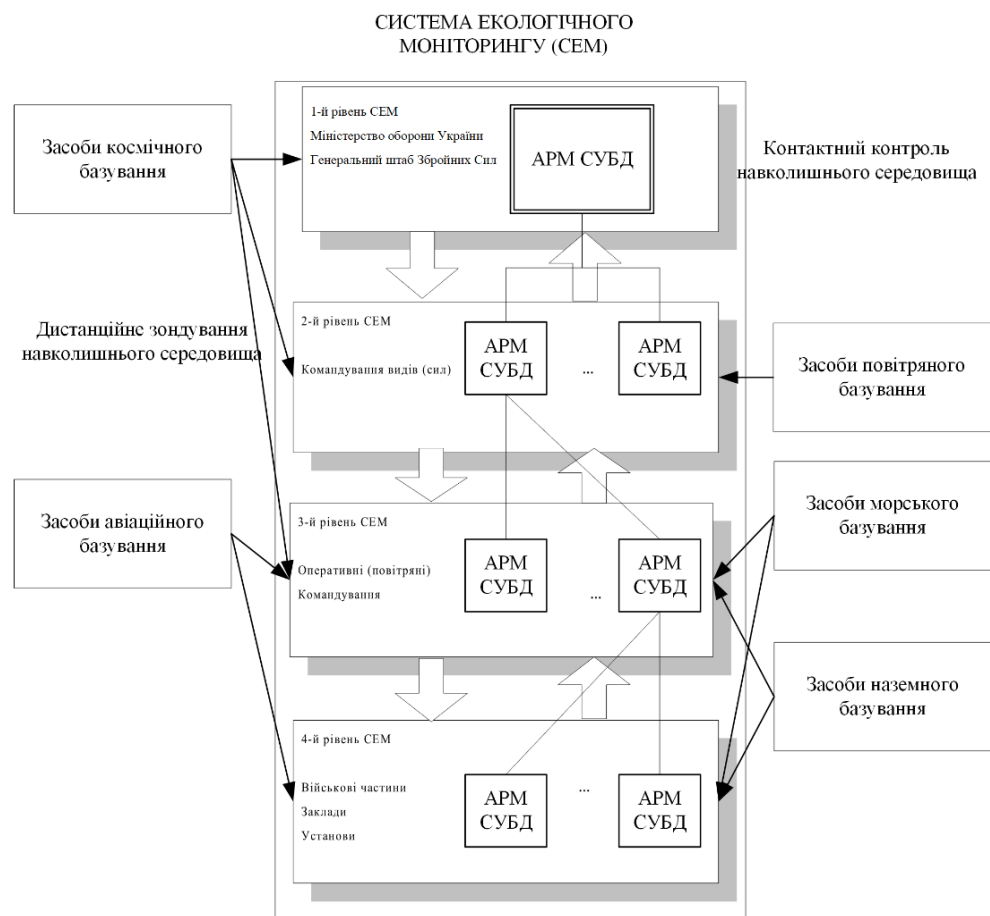 СИСТЕМА ЕКОЛОГІЧНОГО
МОНІТОРИНГУ (СЕМ)
Засоби космічного
базування
1-й рівень СЕМ
Міністерство оборони України
Генеральний штаб Збройних Сил
АРМ СУБД
Контактний контроль
навколишнього середовища
Дистанційне зондування
навколишнього середовища
2-й рівень СЕМ
Командування видів (сил)
АРМ
СУБД
...
АРМ
СУБД
Засоби повітряного
базування
Засоби авіаційного
базування
3-й рівень СЕМ
Оперативні (повітряні)
Командування
АРМ
СУБД
...
АРМ
СУБД
Засоби морського
базування
Засоби наземного
базування
4-й рівень СЕМ
Військові частини
Заклади
Установи
АРМ
СУБД
...
АРМ
СУБД